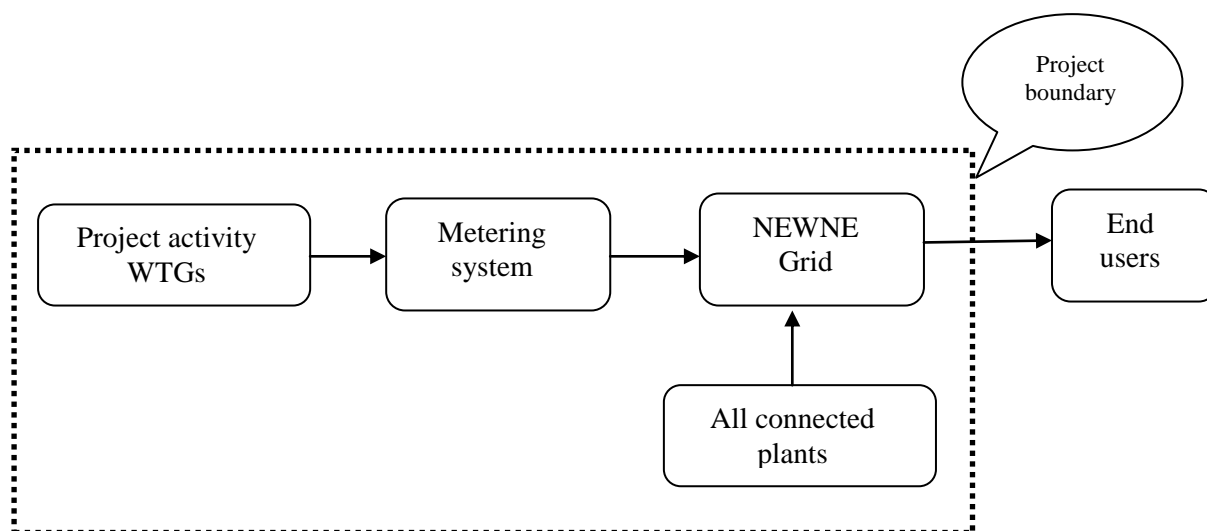 Project
boundary
Project activity
WTGs
Metering
system
NEWNE
Grid
End
users
All connected
plants